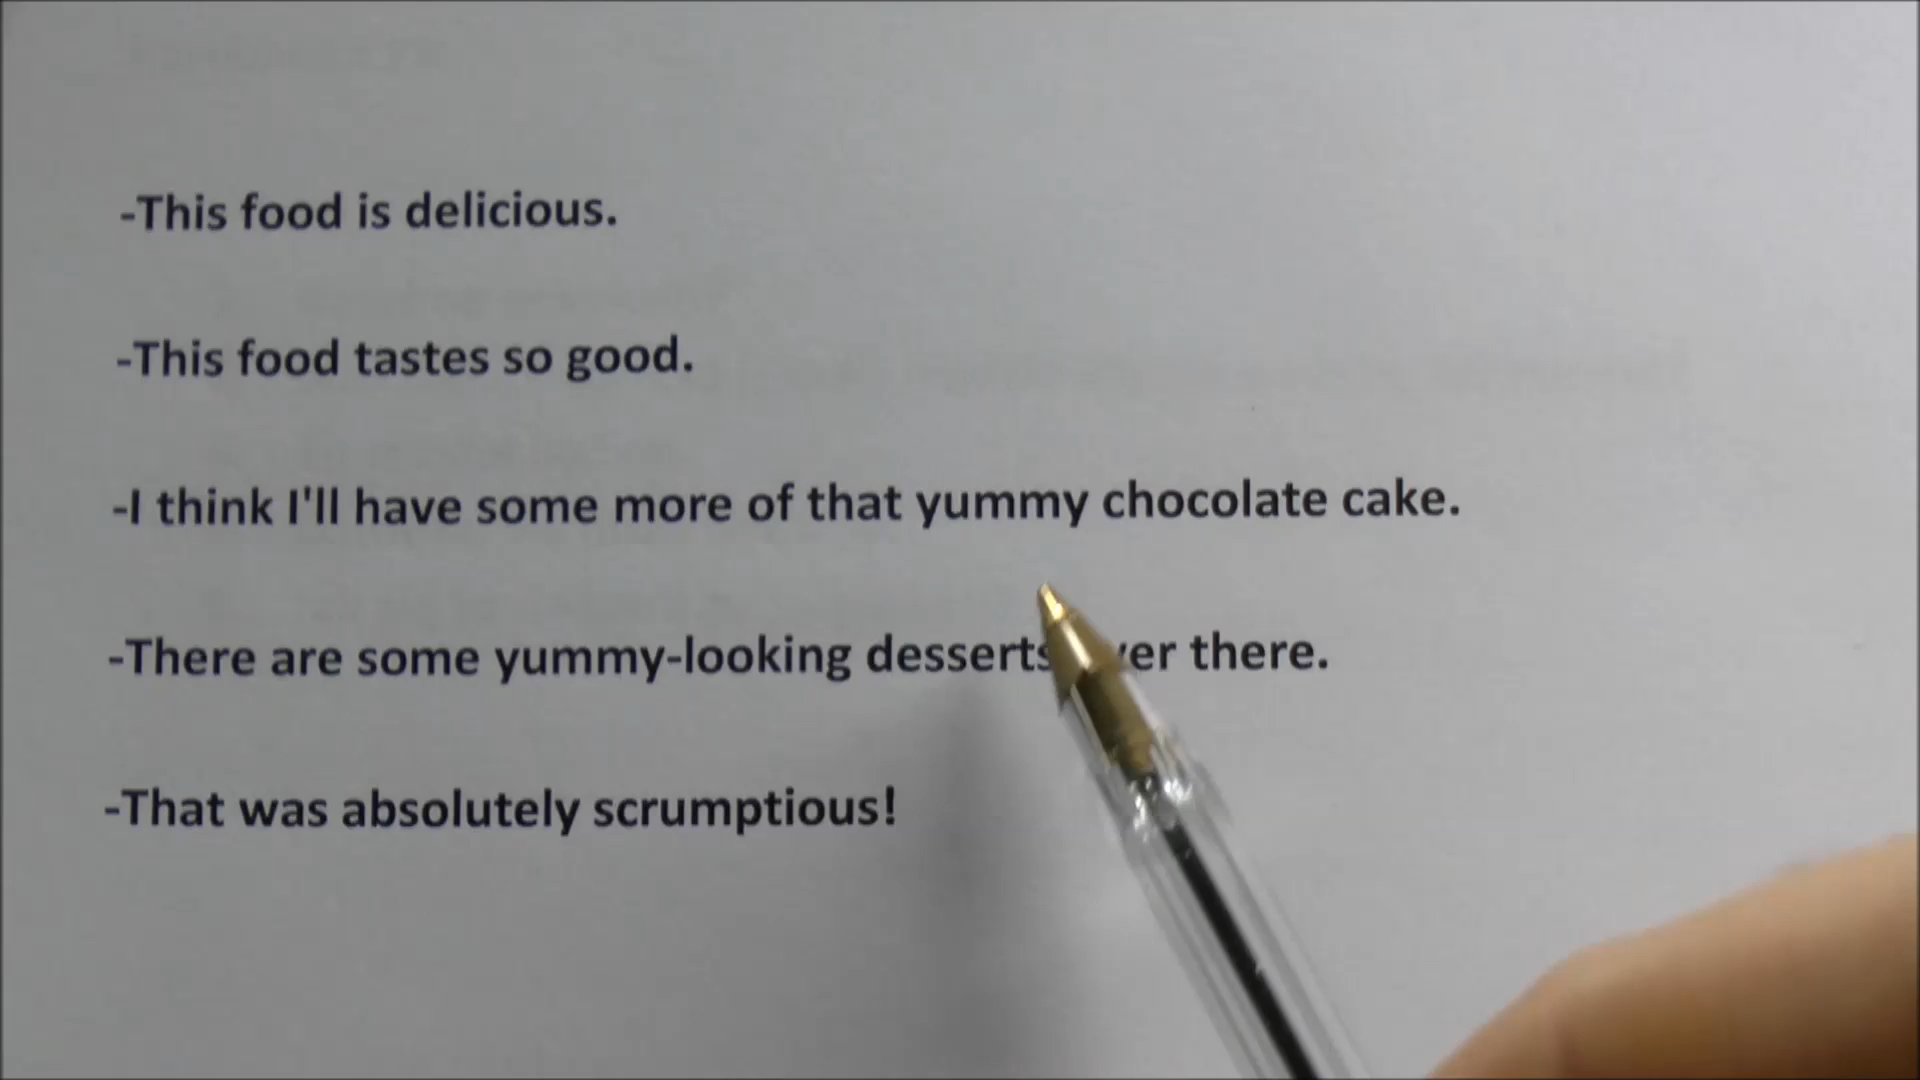 -This food is delicious.
-This food tastes so good.
-I think I'll have some more of that yummy chocolate cake.
-There are some yummy-looking desserts over there.
-That was absolutely scrumptious!